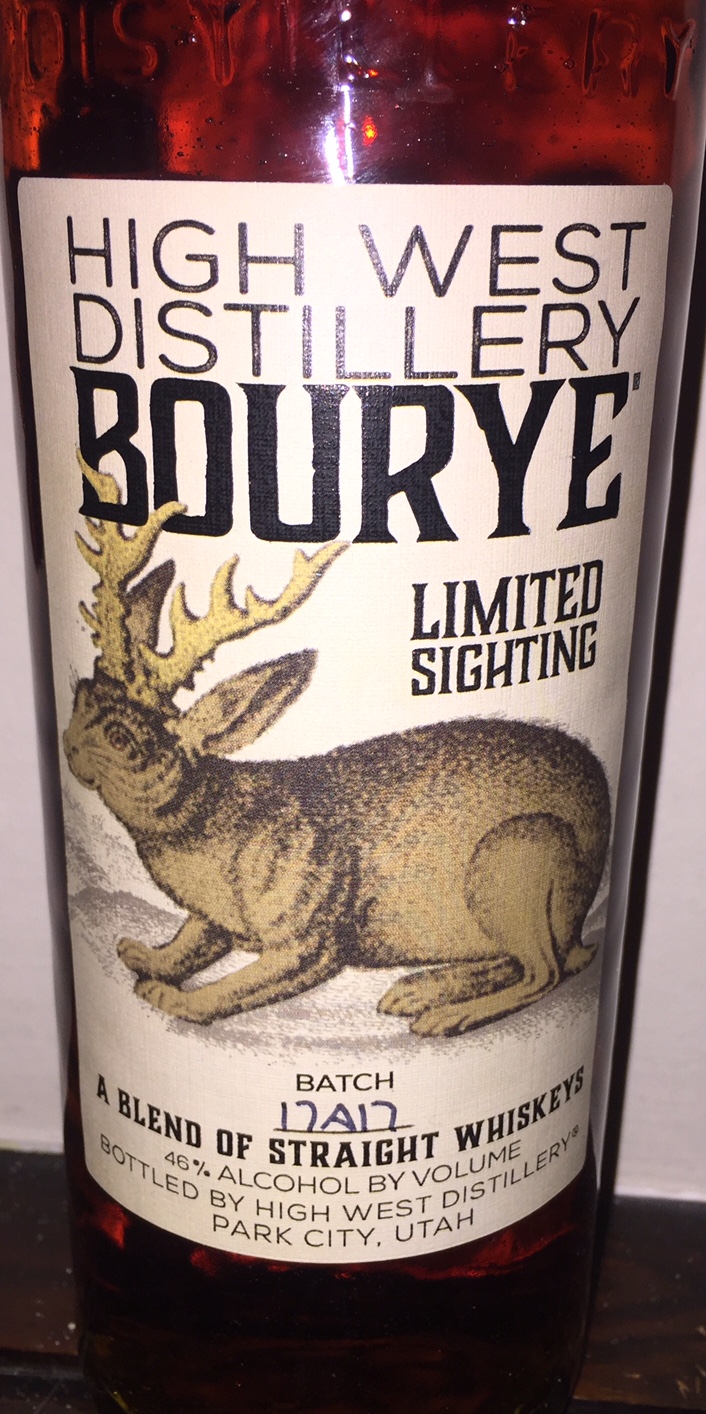 DISTILLERY
HIGH WEST
DISTILLERY
BOURYE®
LIMITED
SIGHTING
BATCH
17A17
A BLEND OF STRAIGHT WHISKEYS
46% ALCOHOL BY VOLUME
BOTTLED BY HIGH WEST DISTILLERY®
PARK CITY, UTAH